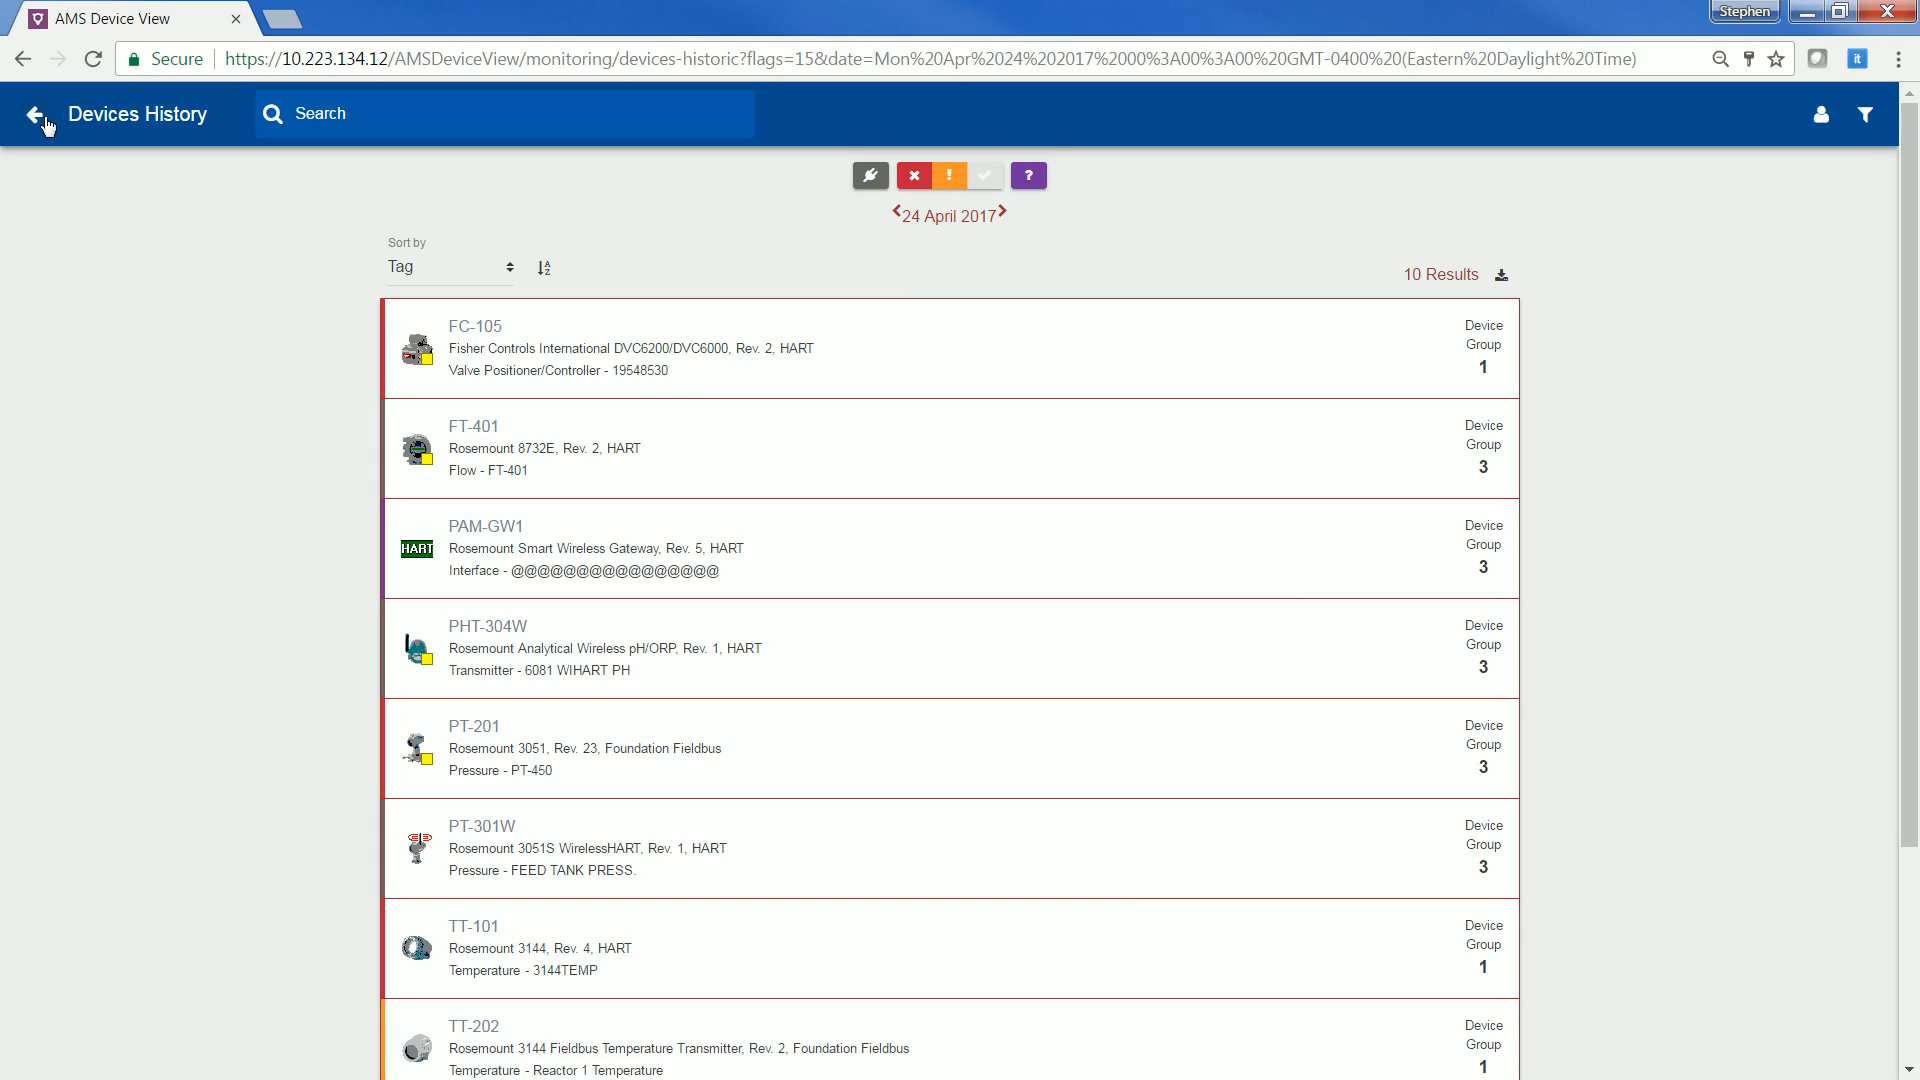 AMS Device View
Stephen
Secure
https://10.223.134.12/AMSDeviceView/monitoring/devices-historic?flags=15&date=Mon%20Apr%2024%202017%2000%3A00%3A00%20GMT-0400%20(Eastern%20Daylight%20Time)
it
Devices History
Search
?
24 April 2017
Sort by
Tag
A
Z
10 Results
FC-105
Fisher Controls International DVC6200/DVC6000, Rev. 2, HART
Valve Positioner/Controller - 19548530
Device
Group
1
FT-401
Rosemount 8732E, Rev. 2, HART
Flow - FT-401
Device
Group
3
HART
PAM-GW1
Rosemount Smart Wireless Gateway, Rev. 5, HART
Interface - @@@@@@@@@@@@@@@@
Device
Group
3
PHT-304W
Rosemount Analytical Wireless pH/ORP, Rev. 1, HART
Transmitter - 6081 WIHART PH
Device
Group
3
PT-201
Rosemount 3051, Rev. 23, Foundation Fieldbus
Pressure - PT-450
Device
Group
3
PT-301W
Rosemount 3051S WirelessHART, Rev. 1, HART
Pressure - FEED TANK PRESS.
Device
Group
3
TT-101
Rosemount 3144, Rev. 4, HART
Temperature - 3144TEMP
Device
Group
1
TT-202
Rosemount 3144 Fieldbus Temperature Transmitter, Rev. 2, Foundation Fieldbus
Temperature - Reactor 1 Temperature
Device
Group
1